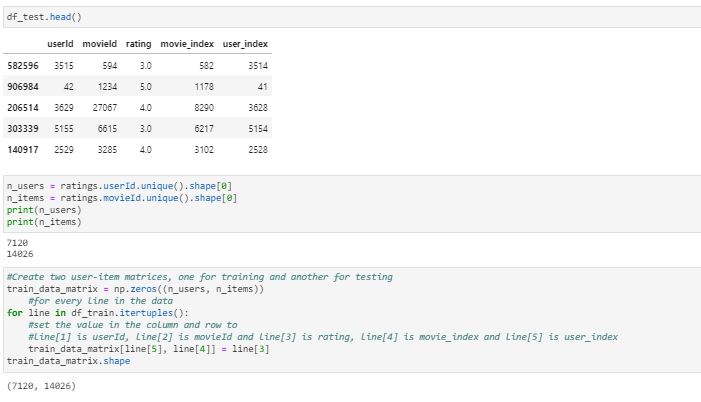 df_test.head()
userId movieId rating movie_index user_index
582596 3515 594 3.0 582 3514
906984 42 1234 5.0 1178 41
206514 3629 27067 4.0 8290 3628
303339 5155 6615 3.0 6217 5154
140917 2529 3285 4.0 3102 2528
n_users = ratings.userId.unique().shape[0]
n_items = ratings.movieId.unique().shape[0]
print(n_users)
print(n_items)
7120
14026
#Create two user-item matrices, one for training and another for testing
train_data_matrix = np.zeros((n_users, n_items))
    #for every line in the data
for line in df_train.itertuples():
    #set the value in the column and row to
    #line[1] is userId, line[2] is movieId and line[3] is rating, line[4] is movie_index and line[5] is user_index
    train_data_matrix[line[5], line[4]] = line[3]
train_data_matrix.shape
(7120, 14026)